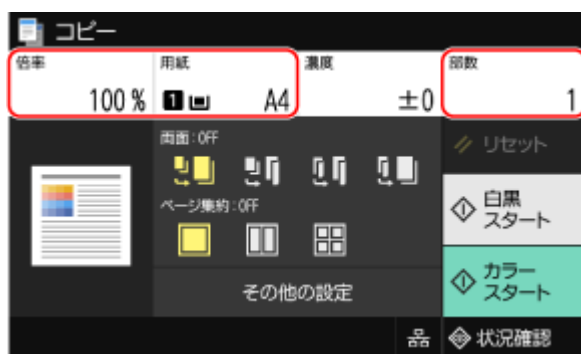 コピー
倍率 用紙 濃度 部数
100 % 1 A4 ±0 1
両面:OFF
リセット
ページ集約:OFF
白黒
スタート
その他の設定
カラー
スタート
状況確認